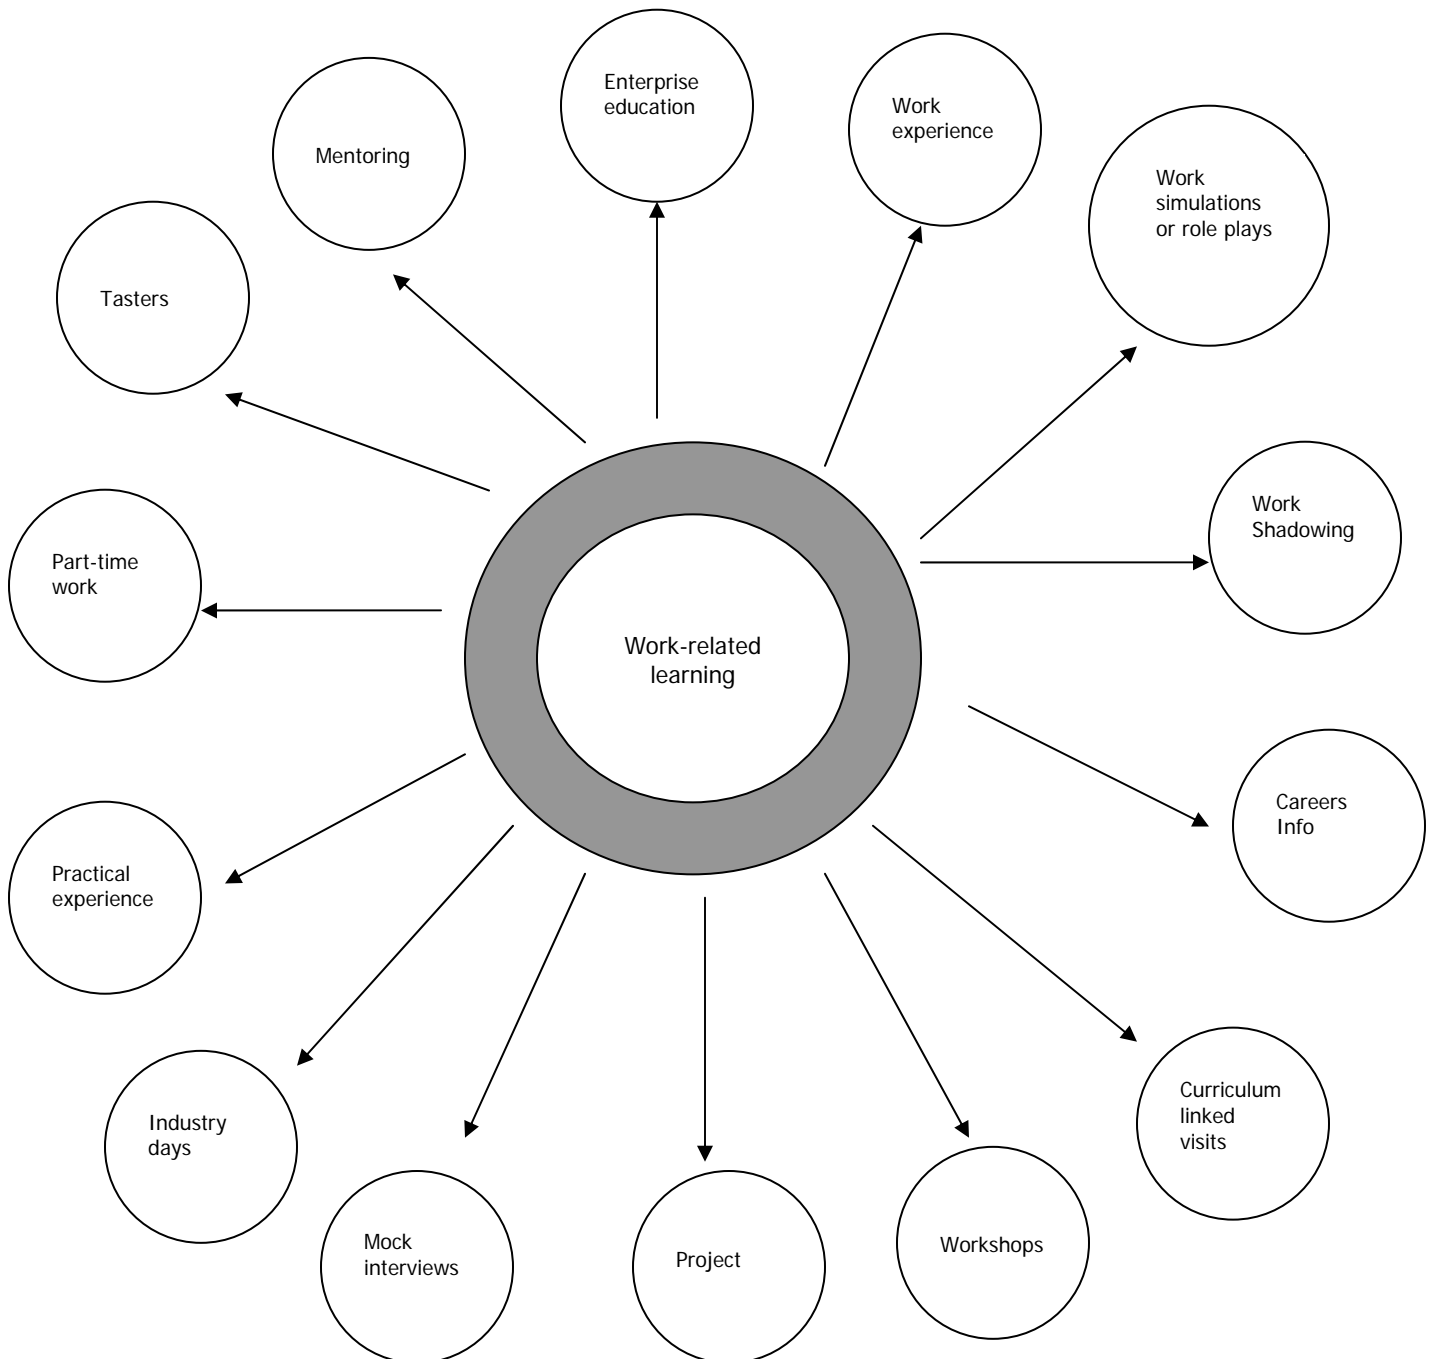 Enterprise
education
Work
experience
Mentoring
Work
simulations
or role plays
Tasters
Work
Shadowing
Part-time
work
Work-related
learning
Careers
Info
Practical
experience
Curriculum
linked
visits
Industry
days
Mock
interviews
Project
Workshops